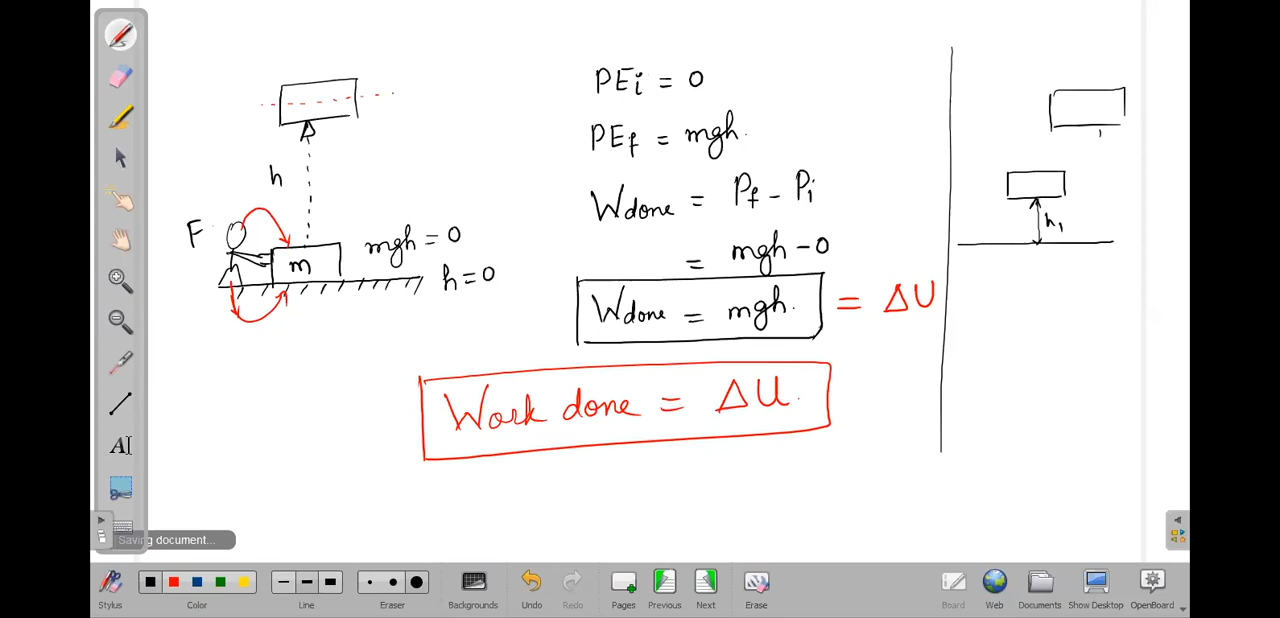 h
F
m
mgh = 0
h = 0
PEi = 0
PEf = mgh.
Wdone = Pf - Pi
= mgh - 0
Wdone = mgh. = ΔU
Work done = ΔU.
h₁
AI
Saving document...
Stylus
Color
Line
Eraser
Backgrounds
Undo
Redo
Pages
Previous
Next
Erase
Board
Web
Documents
Show Desktop
OpenBoard